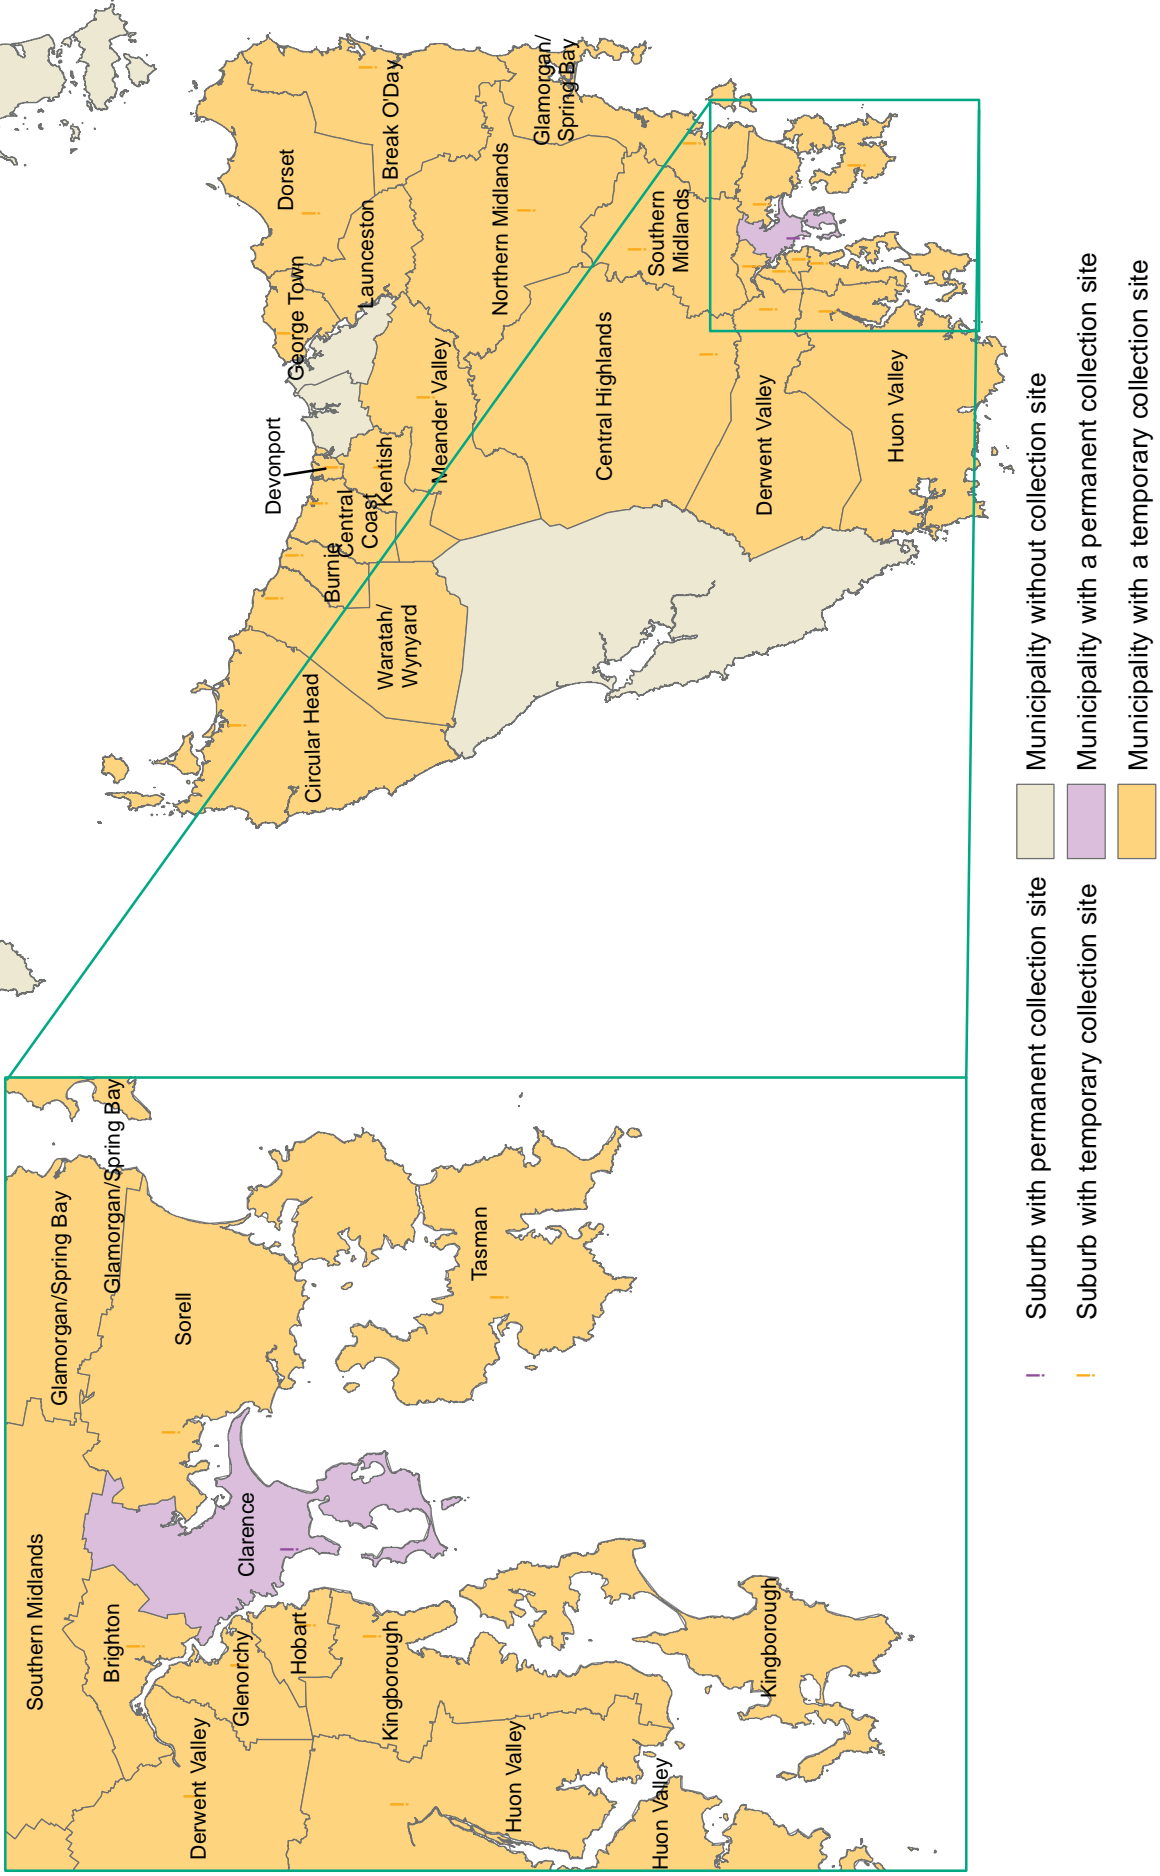 Dorset
Break O'Day
Glamorgan/
Spring Bay
George Town
Launceston
Northern Midlands
Southern
Midlands
Devonport
Meander Valley
Kentish
Central
Coast
Burnie
Central Highlands
Derwent Valley
Huon Valley
Waratah/
Wynyard
Circular Head
Glamorgan/Spring Bay
Glamorgan/Spring Bay
Sorell
Tasman
Southern Midlands
Clarence
Brighton
Glenorchy
Hobart
Kingborough
Kingborough
Derwent Valley
Huon Valley
Huon Valley
Suburb with permanent collection site
Suburb with temporary collection site
Municipality without collection site
Municipality with a permanent collection site
Municipality with a temporary collection site